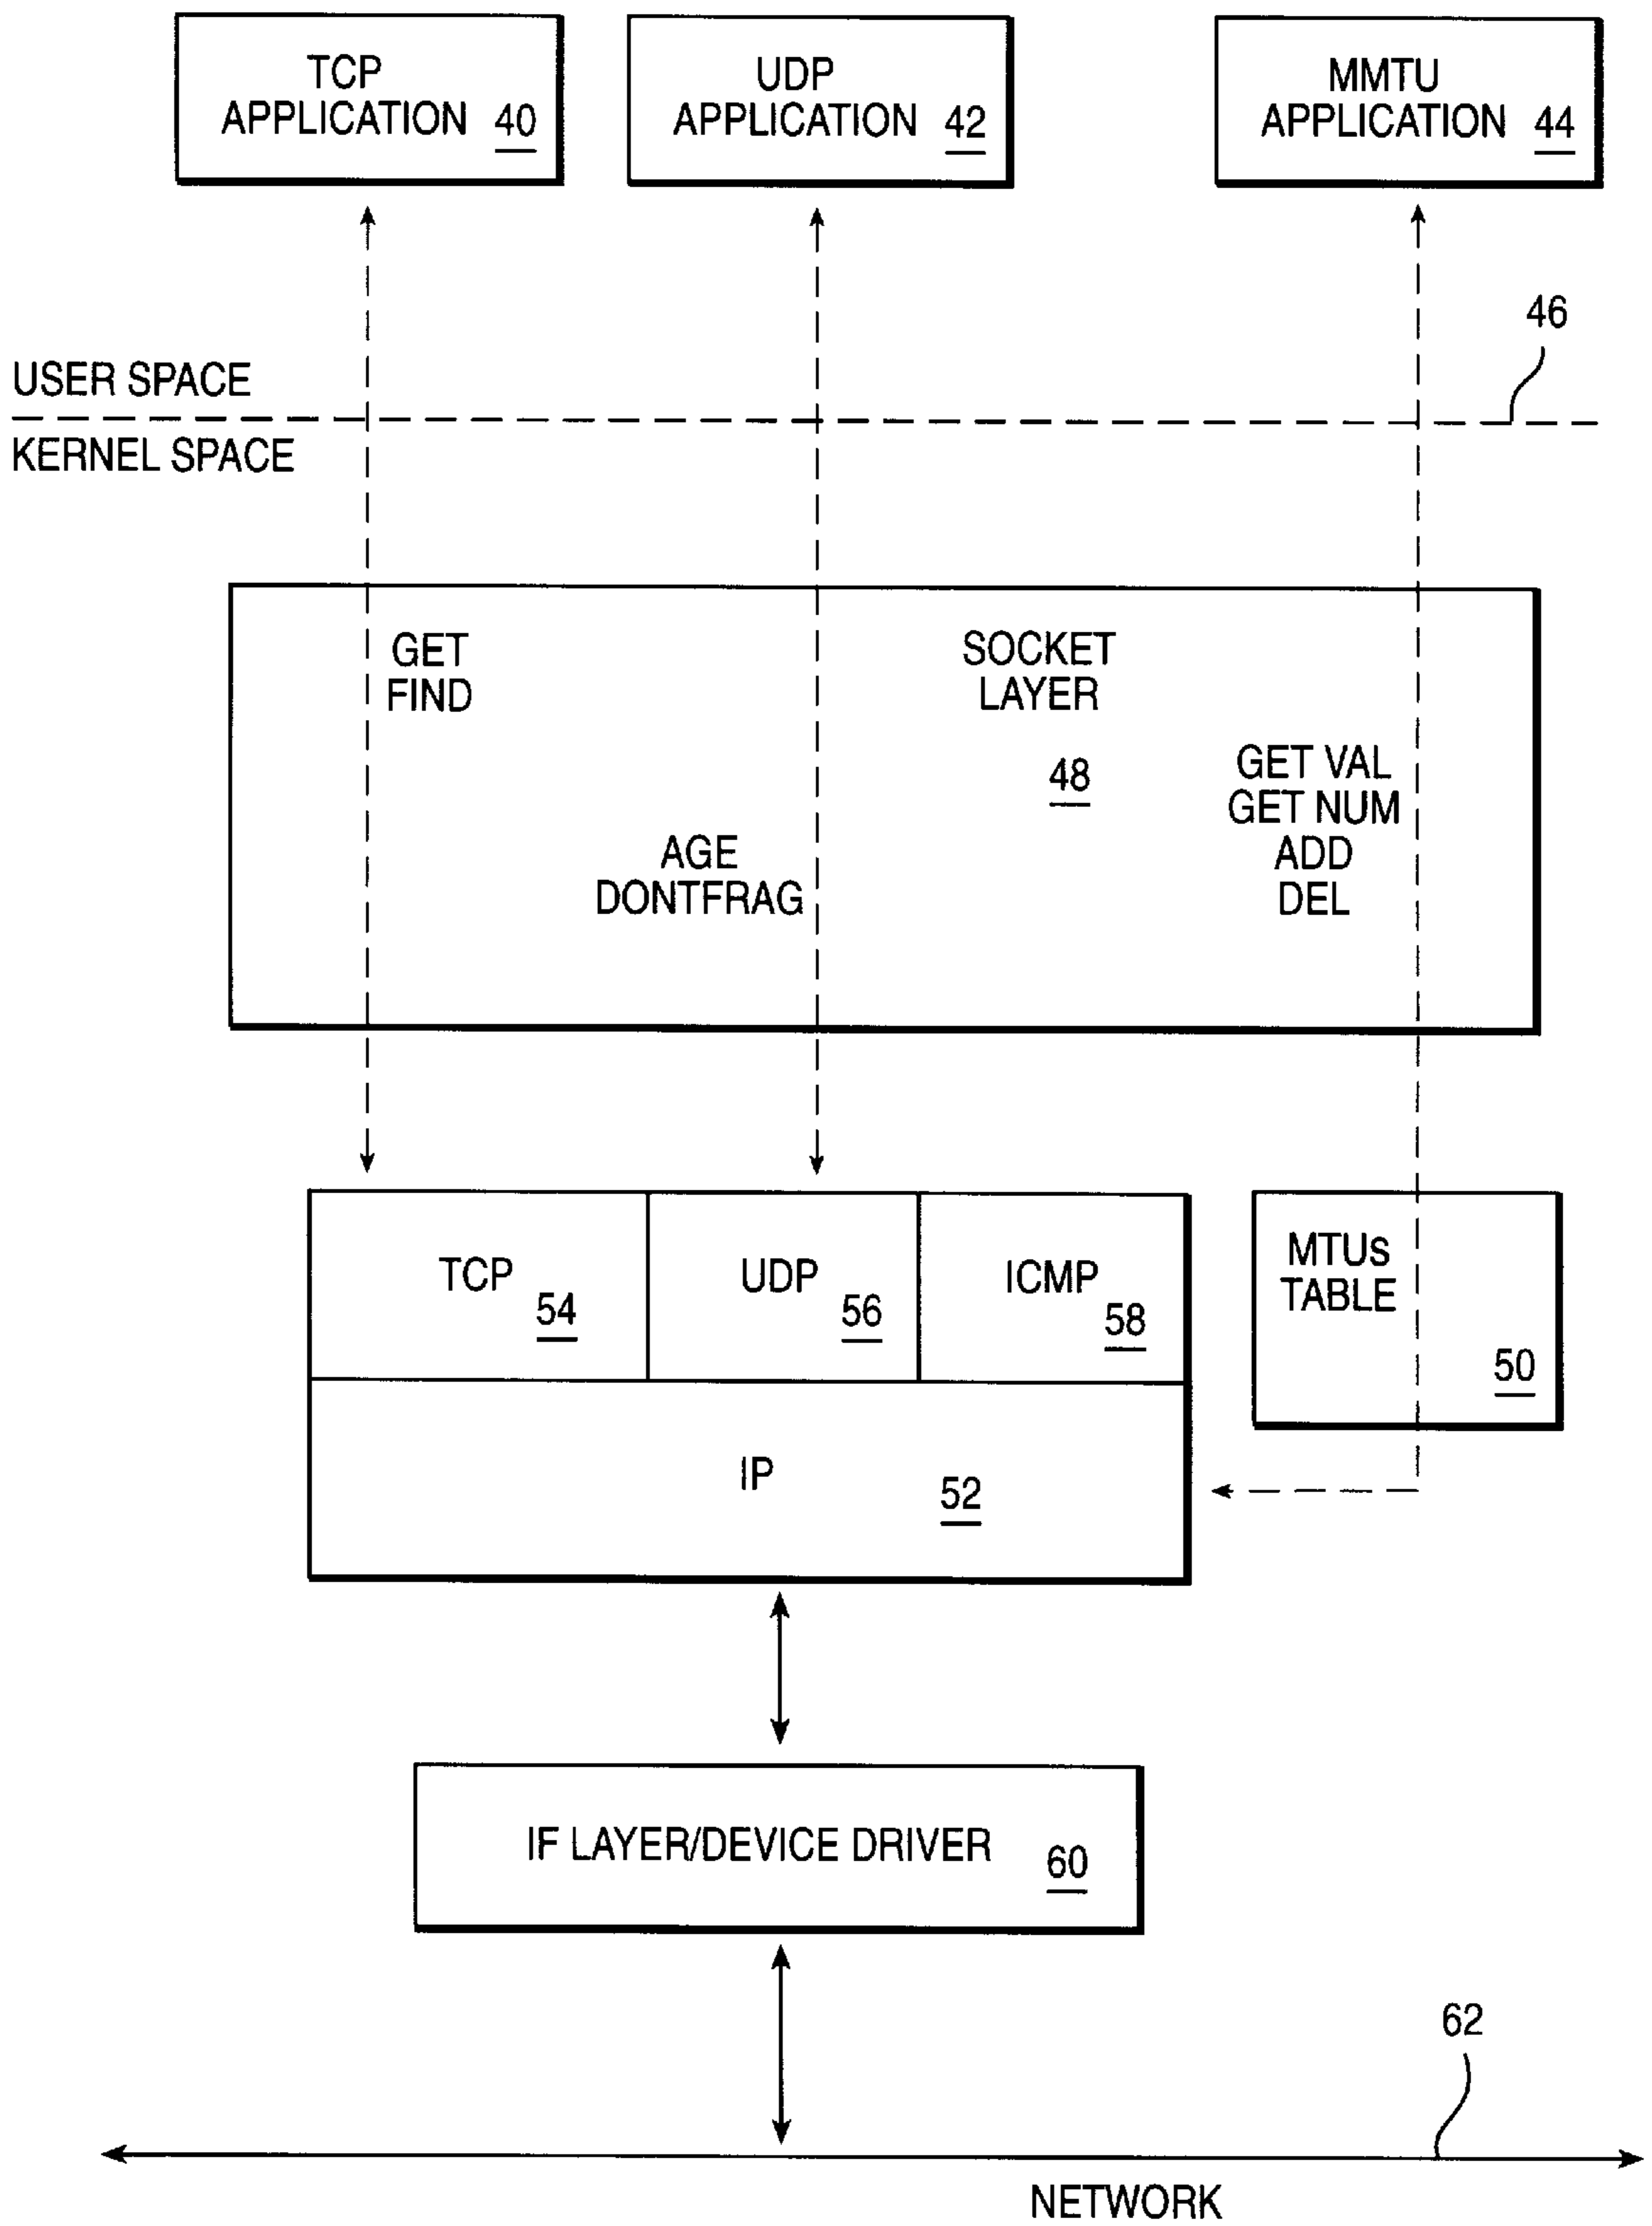 TCP
APPLICATION 40
UDP
APPLICATION 42
MMTU
APPLICATION 44
46
USER SPACE
KERNEL SPACE
GET
FIND
SOCKET
LAYER
48
GET VAL
GET NUM
ADD
DEL
AGE
DONTFRAG
TCP 54
UDP 56
ICMP 58
MTUs
TABLE
50
IP 52
IF LAYER/DEVICE DRIVER 60
62
NETWORK